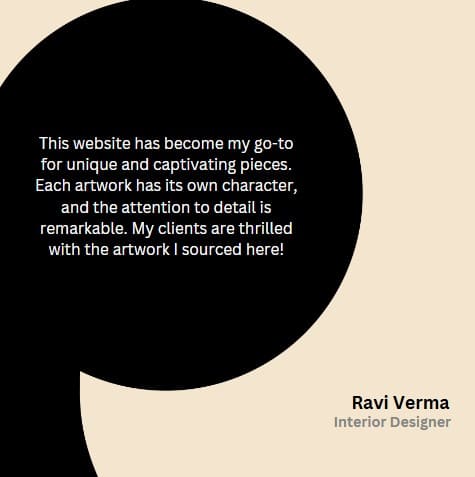 This website has become my go-to
for unique and captivating pieces.
Each artwork has its own character,
and the attention to detail is
remarkable. My clients are thrilled
with the artwork I sourced here!
Ravi Verma
Interior Designer